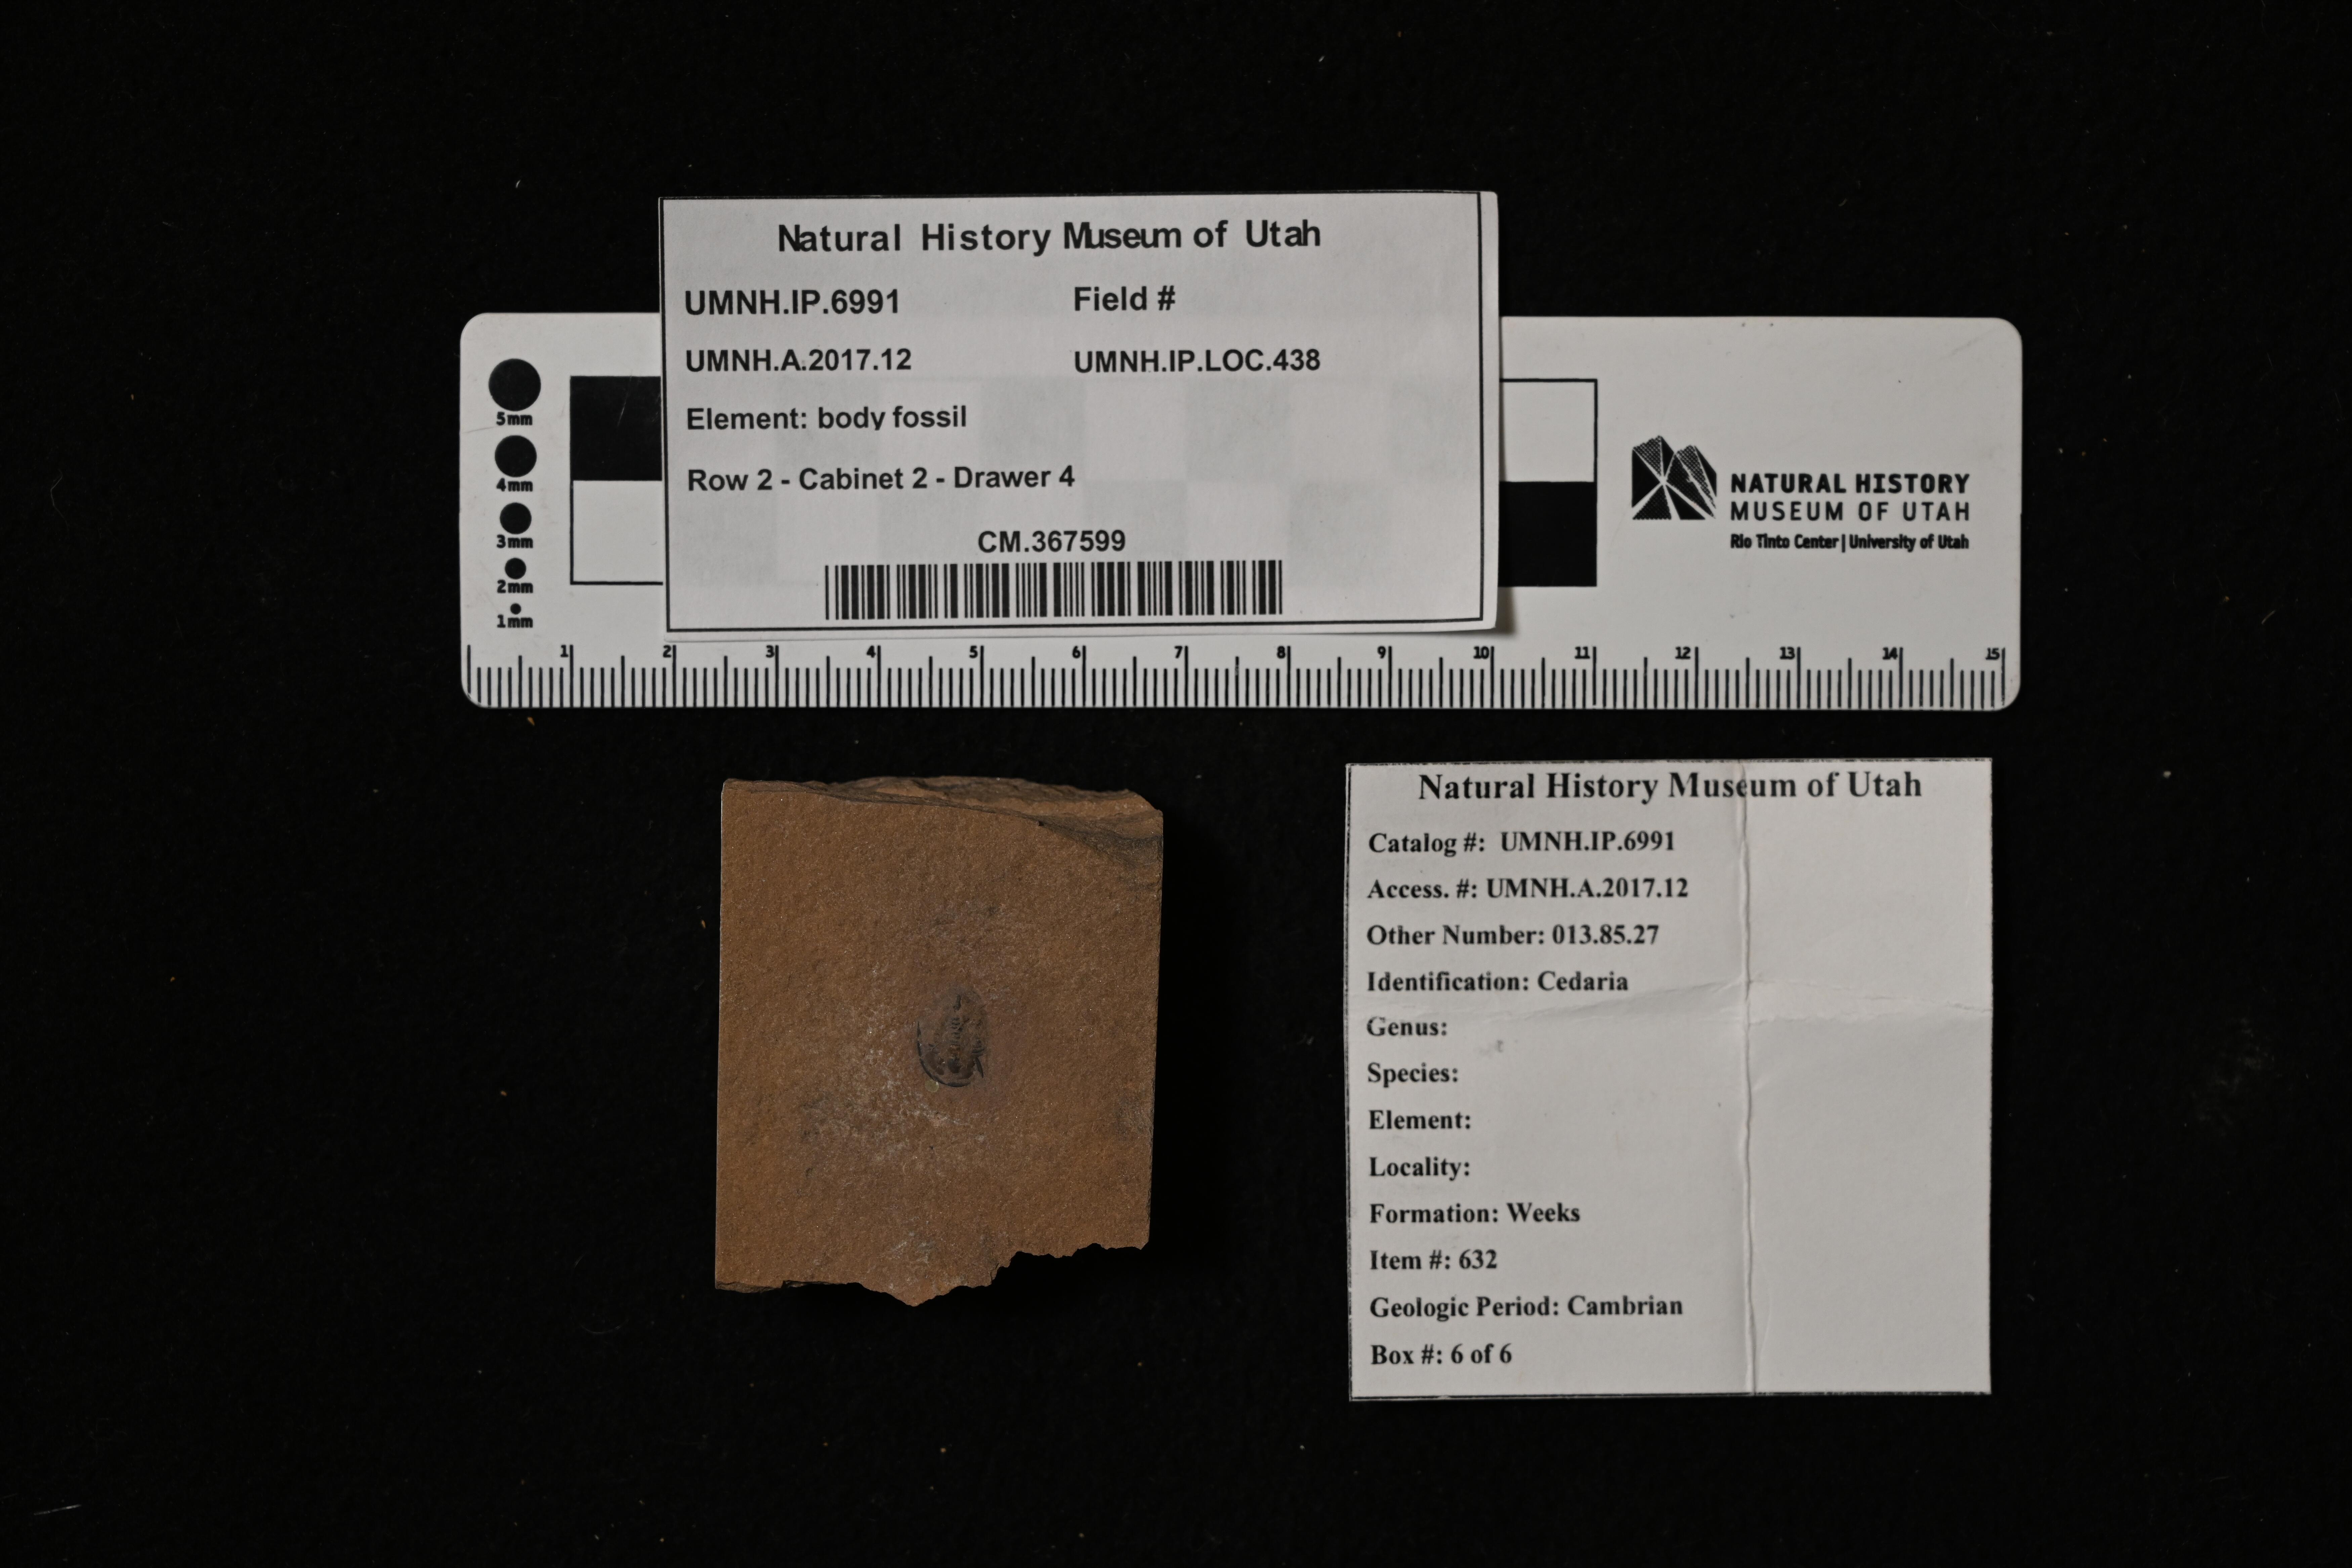 Natural History Museum of Utah
UMNH.IP.6991 Field #
UMNH.A.2017.12 UMNH.IP.LOC.438
Element: body fossil
Row 2 - Cabinet 2 - Drawer 4
CM.367599
5mm
4mm
3mm
2mm
1mm
NATURAL HISTORY
MUSEUM OF UTAH
Rio Tinto Center | University of Utah
1 2 3 4 5 6 7 8 9 10 11 12 13 14 15
Natural History Museum of Utah
Catalog #: UMNH.IP.6991
Access. #: UMNH.A.2017.12
Other Number: 013.85.27
Identification: Cedaria
Genus:
Species:
Element:
Locality:
Formation: Weeks
Item #: 632
Geologic Period: Cambrian
Box #: 6 of 6